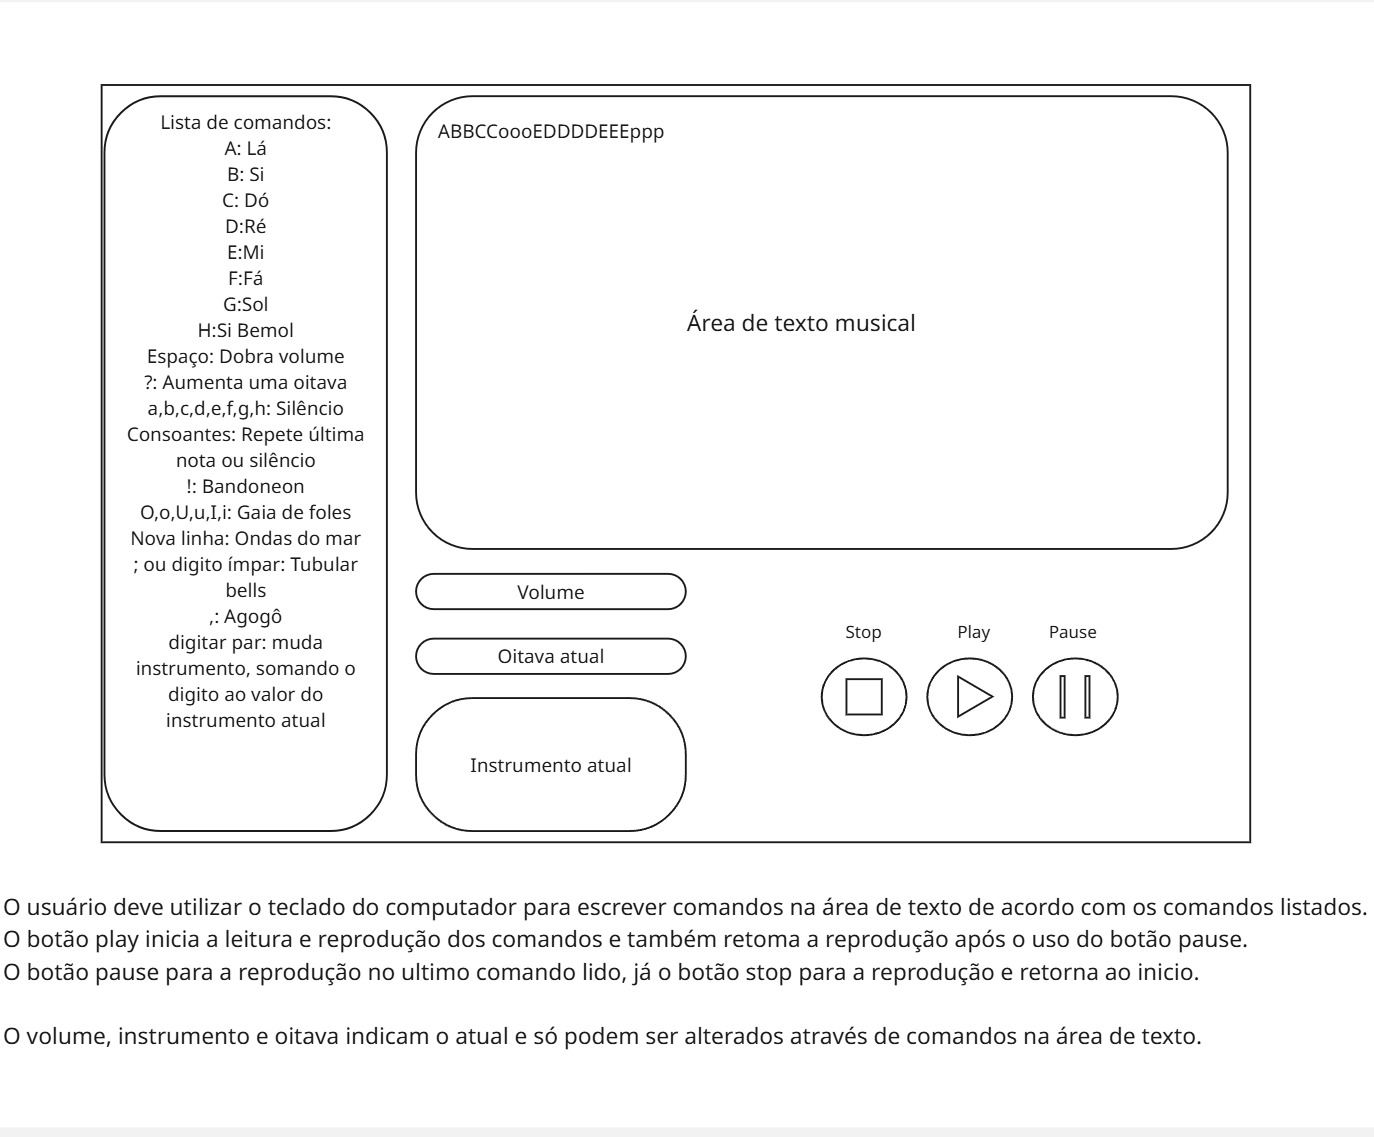 Lista de comandos:
A: Lá
B: Si
C: Dó
D:Ré
E:Mi
F:Fá
G:Sol
H:Si Bemol
Espaço: Dobra volume
?: Aumenta uma oitava
a,b,c,d,e,f,g,h: Silêncio
Consoantes: Repete última
nota ou silêncio
!: Bandoneon
O,o,U,u,I,i: Gaia de foles
Nova linha: Ondas do mar
; ou digito ímpar: Tubular
bells
,: Agogô
digitar par: muda
instrumento, somando o
digito ao valor do
instrumento atual
ABBCCoooEDDDDEEEppp
Área de texto musical
Volume
Oitava atual
Instrumento atual
Stop
Play
Pause
O usuário deve utilizar o teclado do computador para escrever comandos na área de texto de acordo com os comandos listados.
O botão play inicia a leitura e reprodução dos comandos e também retoma a reprodução após o uso do botão pause.
O botão pause para a reprodução no ultimo comando lido, já o botão stop para a reprodução e retorna ao inicio.
O volume, instrumento e oitava indicam o atual e só podem ser alterados através de comandos na área de texto.